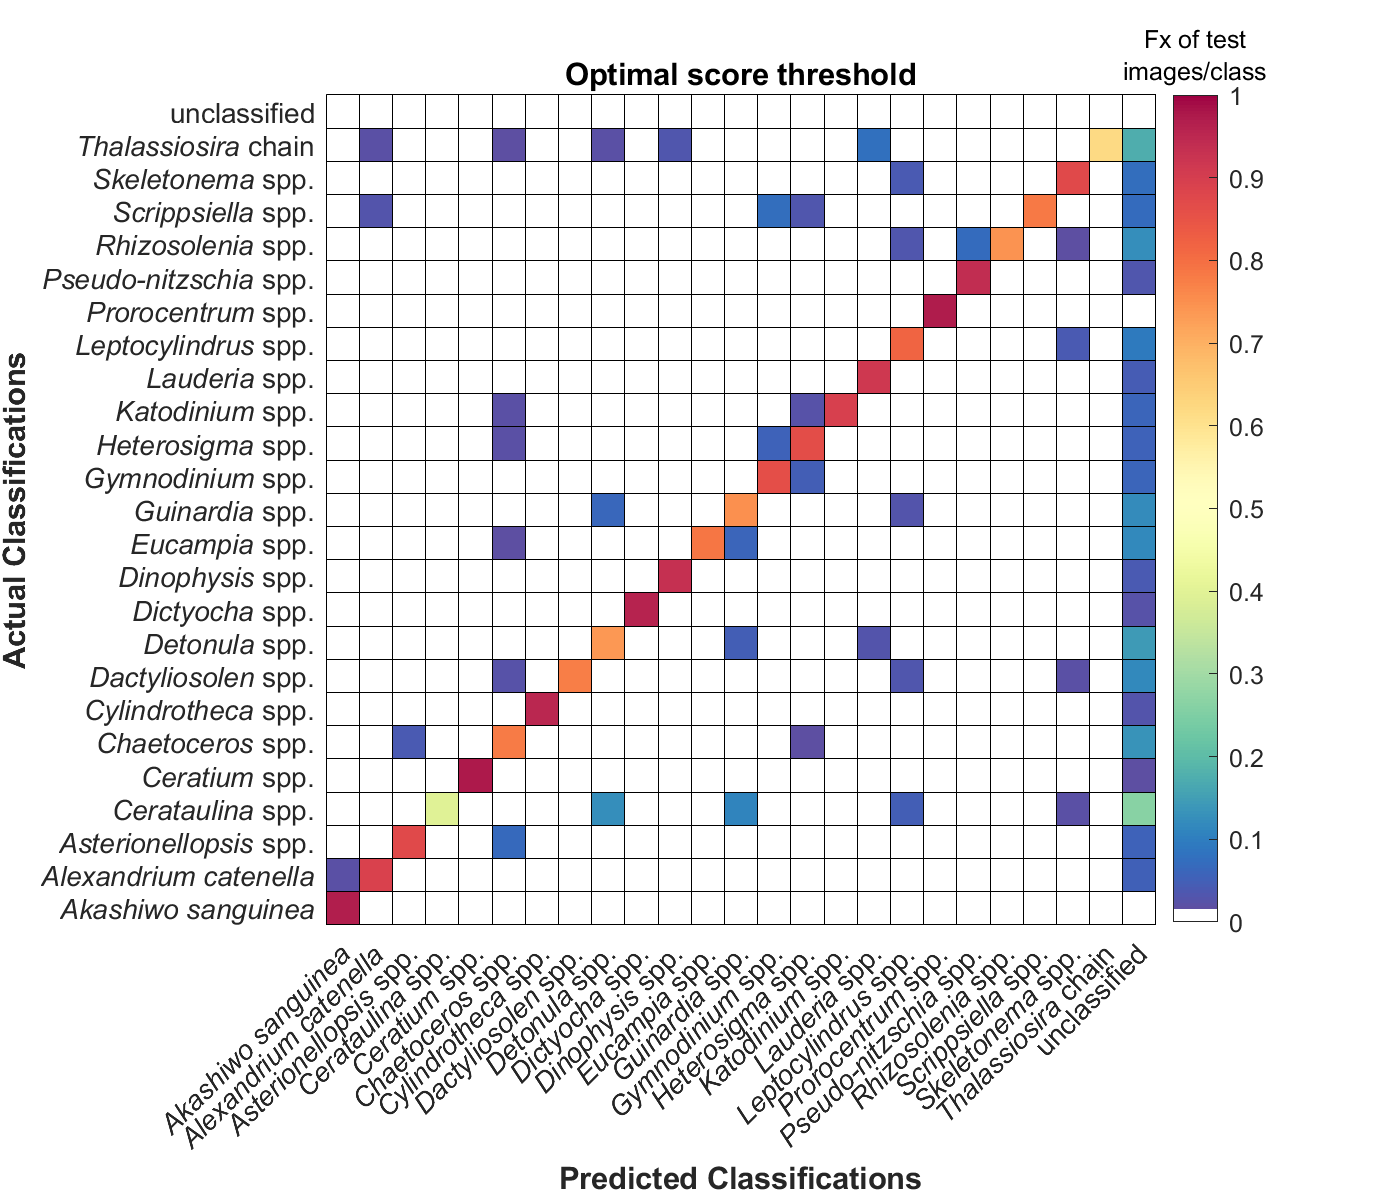 Fx of test
images/class
Optimal score threshold
unclassified
Thalassiosira chain
Skeletonema spp.
Scrippsiella spp.
Rhizosolenia spp.
Pseudo-nitzschia spp.
Prorocentrum spp.
Leptocylindrus spp.
Lauderia spp.
Katodinium spp.
Heterosigma spp.
Gymnodinium spp.
Guinardia spp.
Eucampia spp.
Dinophysis spp.
Dictyocha spp.
Detonula spp.
Dactyliosolen spp.
Cylindrotheca spp.
Chaetoceros spp.
Ceratium spp.
Cerataulina spp.
Asterionellopsis spp.
Alexandrium catenella
Akashiwo sanguinea
Actual Classifications
1
0.9
0.8
0.7
0.6
0.5
0.4
0.3
0.2
0.1
0
Akashiwo sanguinea
Alexandrium catenella
Asterionellopsis spp.
Cerataulina spp.
Ceratium spp.
Chaetoceros spp.
Cylindrotheca spp.
Dactyliosolen spp.
Detonula spp.
Dictyocha spp.
Dinophysis spp.
Eucampia spp.
Guinardia spp.
Gymnodinium spp.
Heterosigma spp.
Katodinium spp.
Lauderia spp.
Leptocylindrus spp.
Prorocentrum spp.
Pseudo-nitzschia spp.
Rhizosolenia spp.
Scrippsiella spp.
Skeletonema spp.
Thalassiosira chain
unclassified
Predicted Classifications